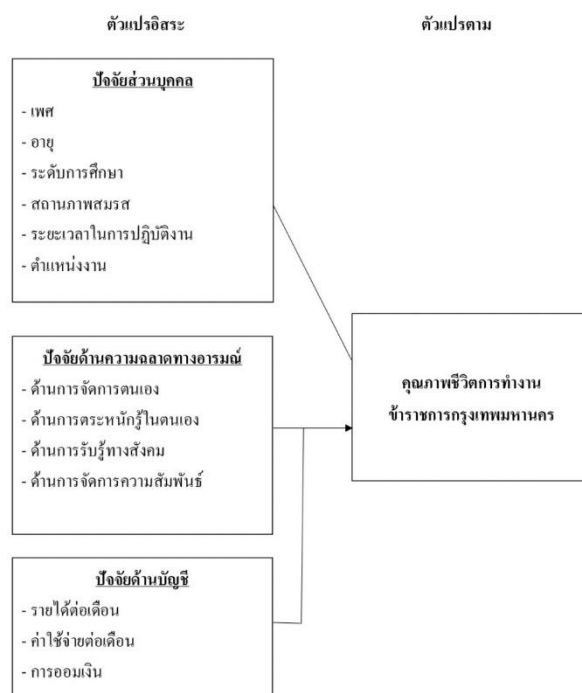 ตัวแปรอิสระ
ตัวแปรตาม
ปัจจัยส่วนบุคคล
- เพศ
- อายุ
- ระดับการศึกษา
- สถานภาพสมรส
- ระยะเวลาในการปฏิบัติงาน
- ตำแหน่งงาน
ปัจจัยด้านความฉลาดทางอารมณ์
- ด้านการจัดการตนเอง
- ด้านการตระหนักรู้ในตนเอง
- ด้านการรับรู้ทางสังคม
- ด้านการจัดการความสัมพันธ์
คุณภาพชีวิตการทำงาน
ข้าราชการกรุงเทพมหานคร
ปัจจัยด้านบัญชี
- รายได้ต่อเดือน
- ค่าใช้จ่ายต่อเดือน
- การออมเงิน